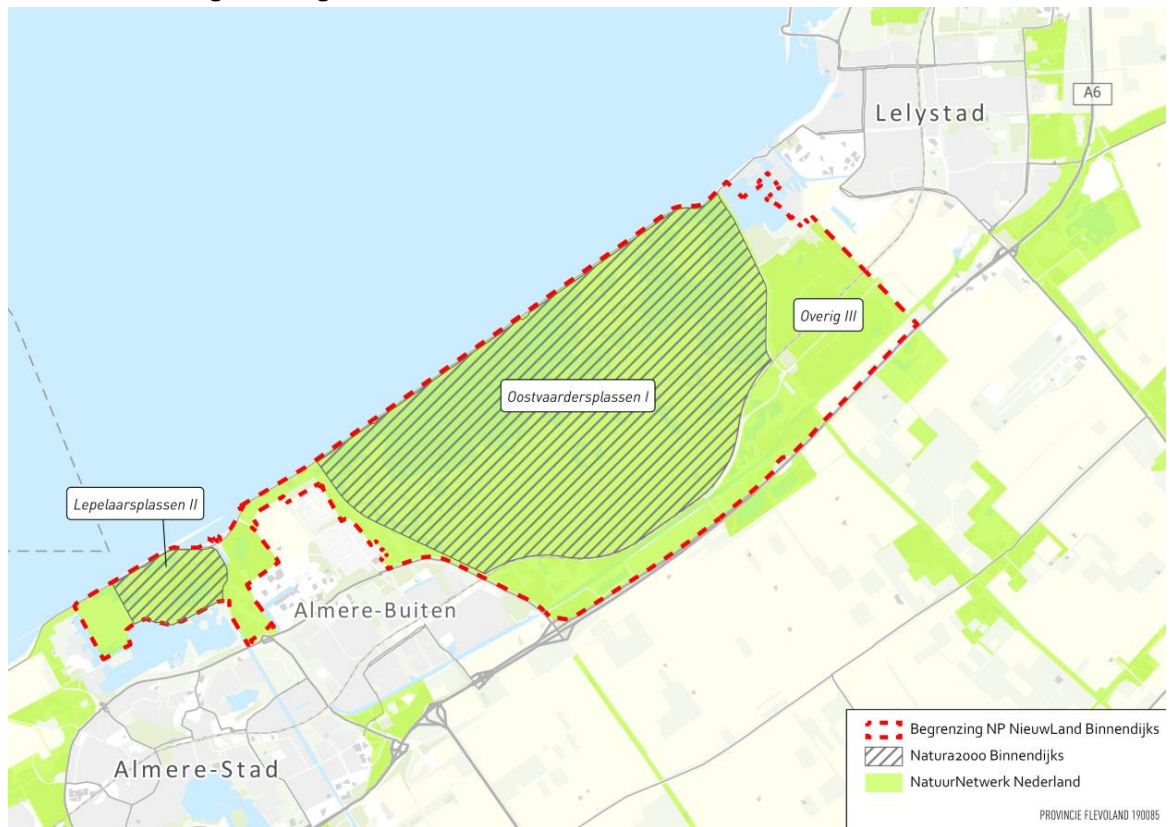 A6
Lelystad
Overig III
Oostvaardersplassen I
Lepelaarsplassen II
Almere-Buiten
Almere-Stad
Begrenzing NP NieuwLand Binnendijks
Natura2000 Binnendijks
NatuurNetwerk Nederland
PROVINCIE FLEVOLAND 190085